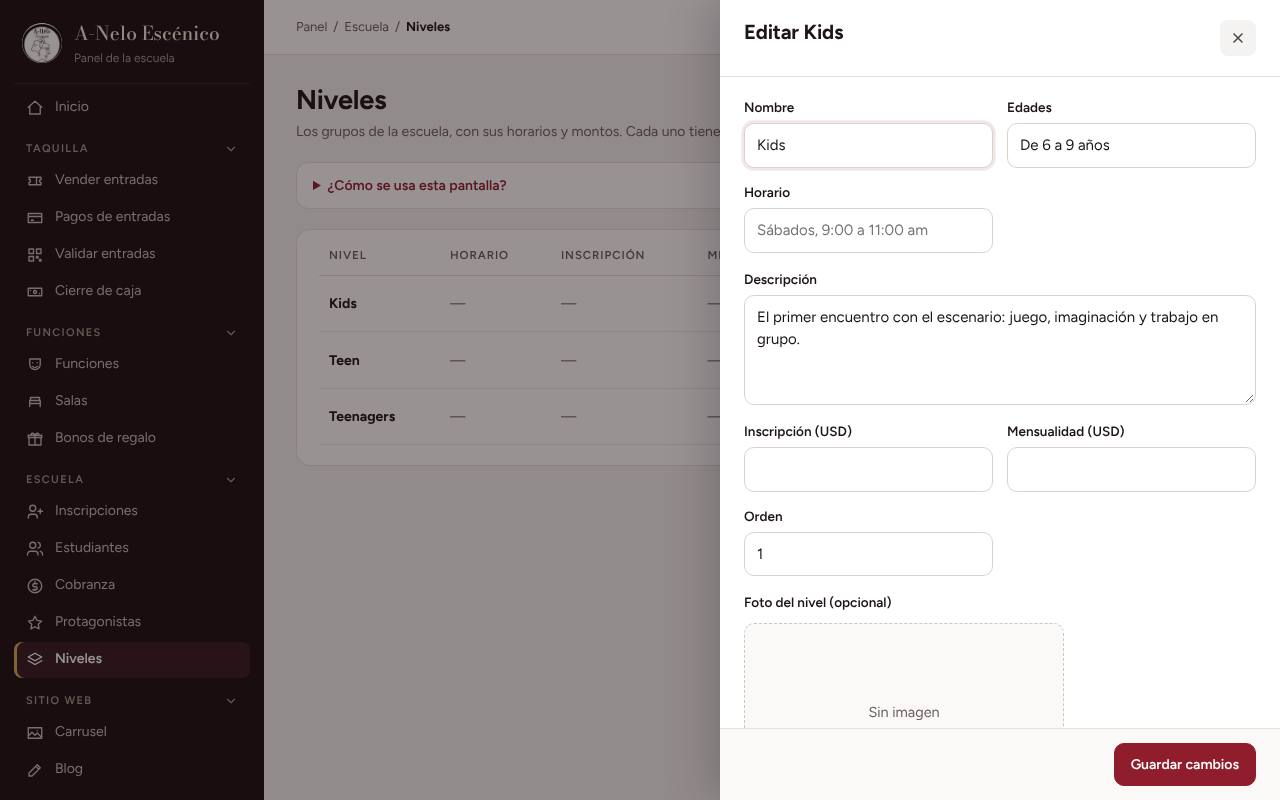 A-Nelo Escénico
Panel de la escuela
Inicio
TAQUILLA
Vender entradas
Pagos de entradas
Validar entradas
Cierre de caja
FUNCIONES
Funciones
Salas
Bonos de regalo
ESCUELA
Inscripciones
Estudiantes
Cobranza
Protagonistas
Niveles
SITIO WEB
Carrusel
Blog
Panel / Escuela / Niveles
Niveles
Los grupos de la escuela, con sus horarios y montos. Cada uno tiene
¿Cómo se usa esta pantalla?
NIVEL HORARIO INSCRIPCIÓN
Kids — — —
Teen — — —
Teenagers — — —
Editar Kids
Nombre Edades
Kids De 6 a 9 años
Horario
Sábados, 9:00 a 11:00 am
Descripción
El primer encuentro con el escenario: juego, imaginación y trabajo en
grupo.
Inscripción (USD) Mensualidad (USD)
Orden
1
Foto del nivel (opcional)
Sin imagen
Guardar cambios